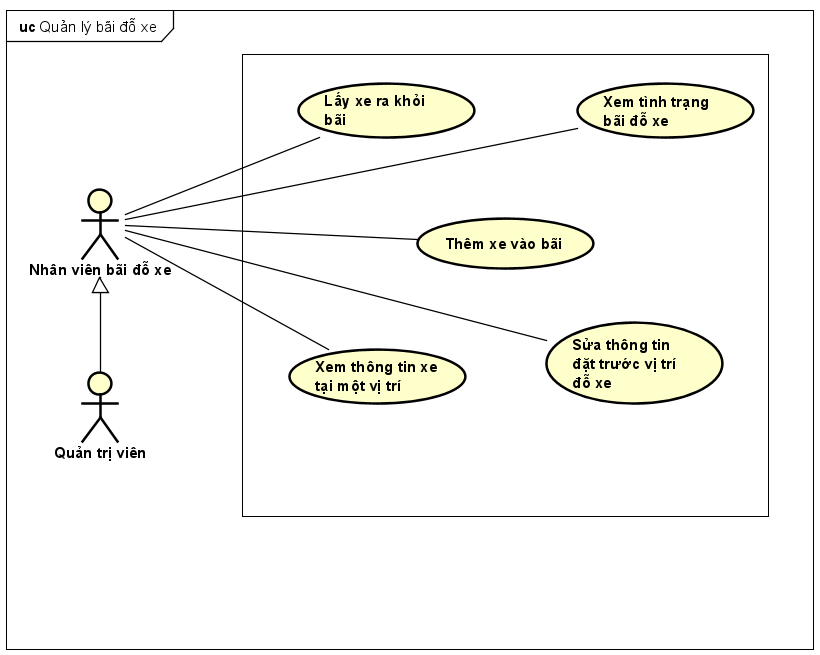 uc Quản lý bãi đỗ xe
Lấy xe ra khỏi
bãi
Xem tình trạng
bãi đỗ xe
Thêm xe vào bãi
Nhân viên bãi đỗ xe
Sửa thông tin
đặt trước vị trí
đỗ xe
Xem thông tin xe
tại một vị trí
Quản trị viên